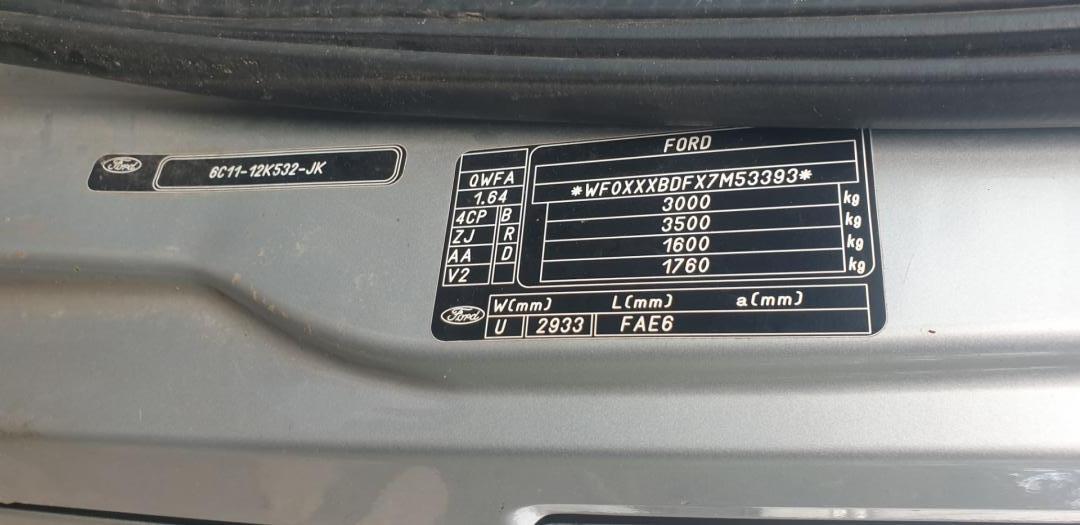 Ford
6C11-12K532-JK
FORD
*WF0XXXBDFX7M53393*
3000 kg
3500 kg
1600 kg
1760 kg
QWFA
1.64
4CP B
ZJ R
AA D
V2
Ford
W(mm) L(mm) a(mm)
U 2933 FAE6